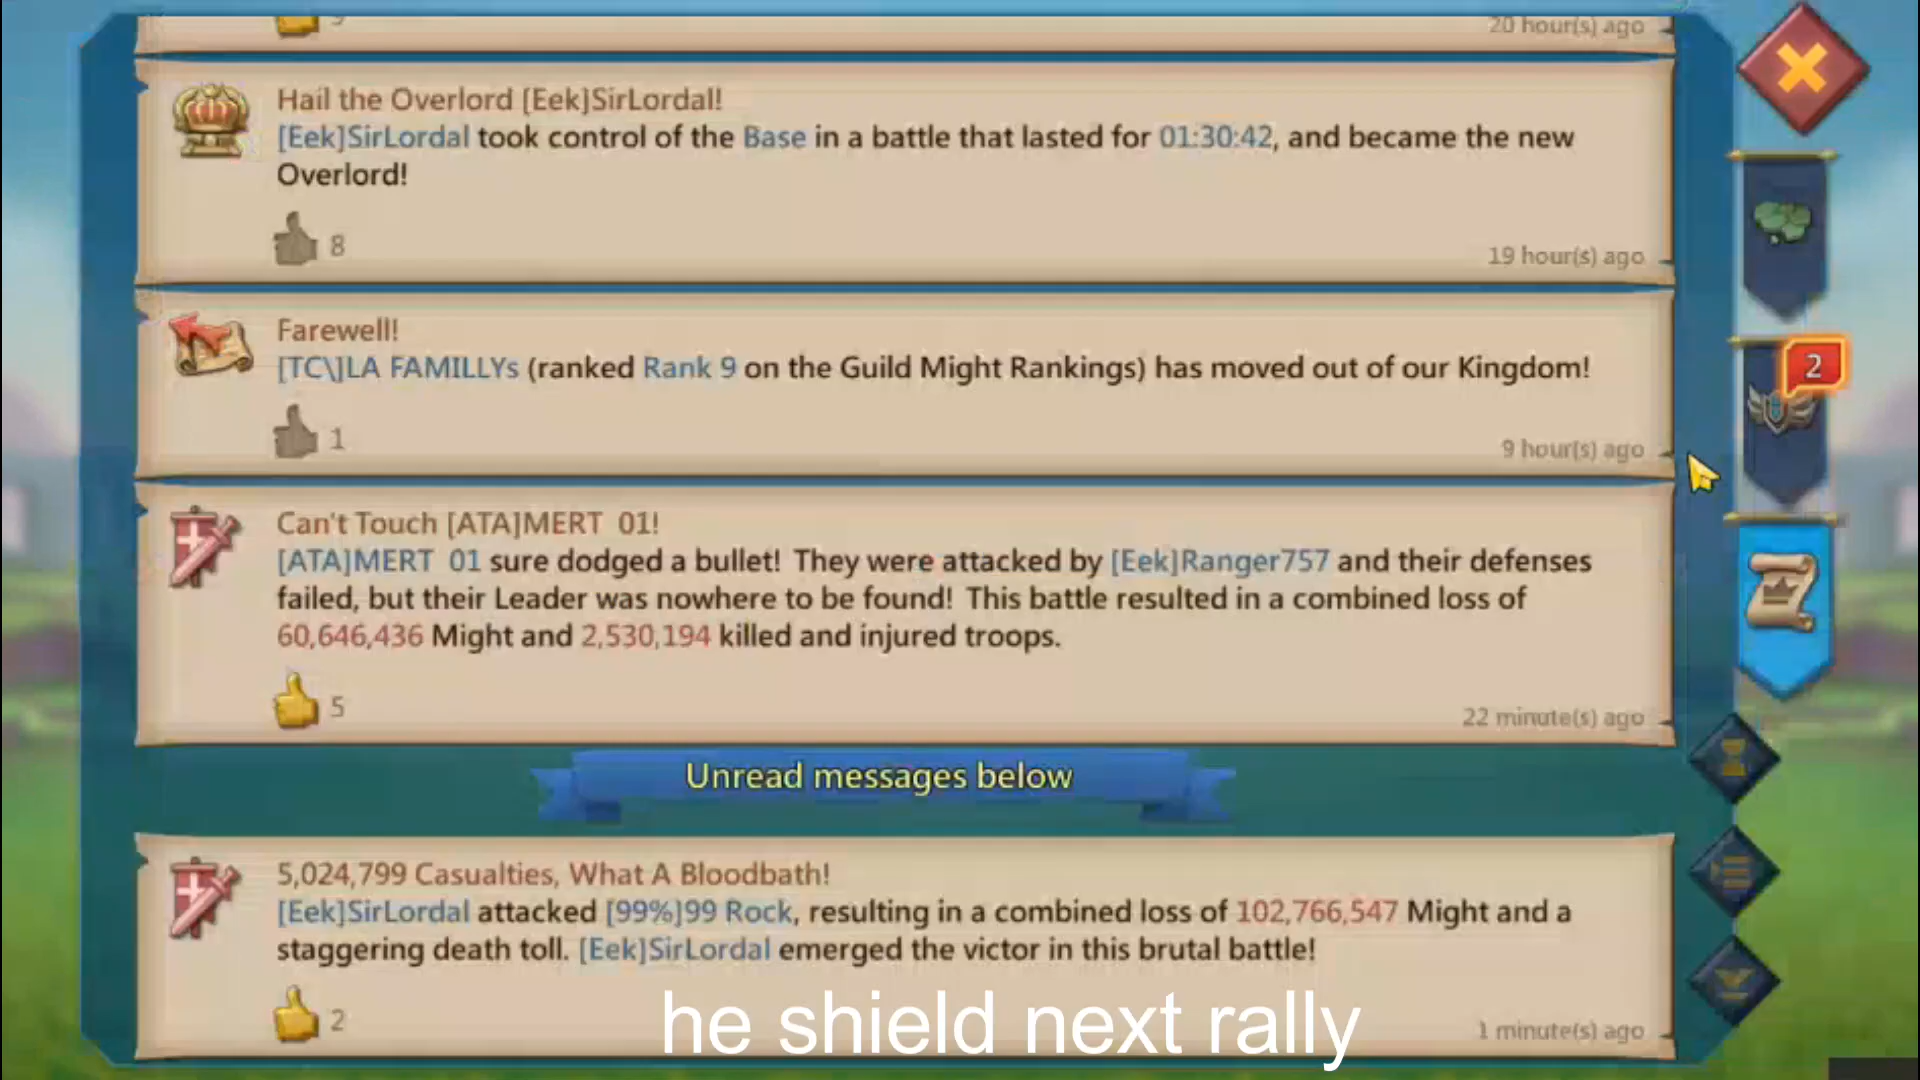 9
20 hour(s) ago
Hail the Overlord [Eek]SirLordal!
[Eek]SirLordal took control of the Base in a battle that lasted for 01:30:42, and became the new
Overlord!
8
19 hour(s) ago
Farewell!
[TC\]LA FAMILLYs (ranked Rank 9 on the Guild Might Rankings) has moved out of our Kingdom!
1
9 hour(s) ago
2
Can't Touch [ATA]MERT 01!
[ATA]MERT 01 sure dodged a bullet! They were attacked by [Eek]Ranger757 and their defenses
failed, but their Leader was nowhere to be found! This battle resulted in a combined loss of
60,646,436 Might and 2,530,194 killed and injured troops.
5
22 minute(s) ago
Unread messages below
5,024,799 Casualties, What A Bloodbath!
[Eek]SirLordal attacked [99%]99 Rock, resulting in a combined loss of 102,766,547 Might and a
staggering death toll. [Eek]SirLordal emerged the victor in this brutal battle!
2
he shield next rally
1 minute(s) ago